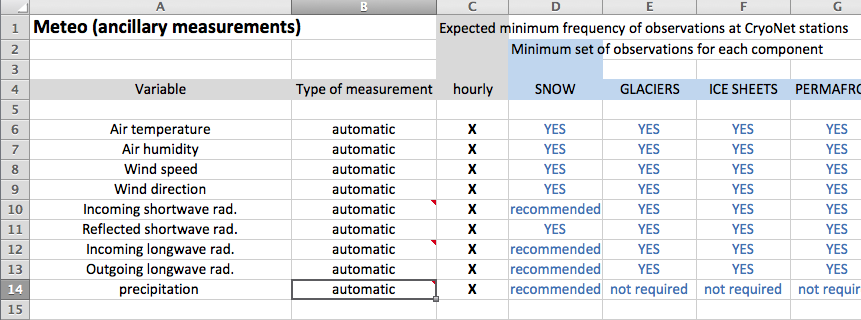 A B C D E F G
1 Meteo (ancillary measurements) Expected minimum frequency of observations at CryoNet stations
2 Minimum set of observations for each component
3
4 Variable Type of measurement hourly SNOW GLACIERS ICE SHEETS PERMAFRO
5
6 Air temperature automatic X YES YES YES YES
7 Air humidity automatic X YES YES YES YES
8 Wind speed automatic X YES YES YES YES
9 Wind direction automatic X YES YES YES YES
10 Incoming shortwave rad. automatic X recommended YES YES YES
11 Reflected shortwave rad. automatic X YES YES YES YES
12 Incoming longwave rad. automatic X recommended YES YES YES
13 Outgoing longwave rad. automatic X recommended YES YES YES
14 precipitation automatic X recommended not required not required not requir
15